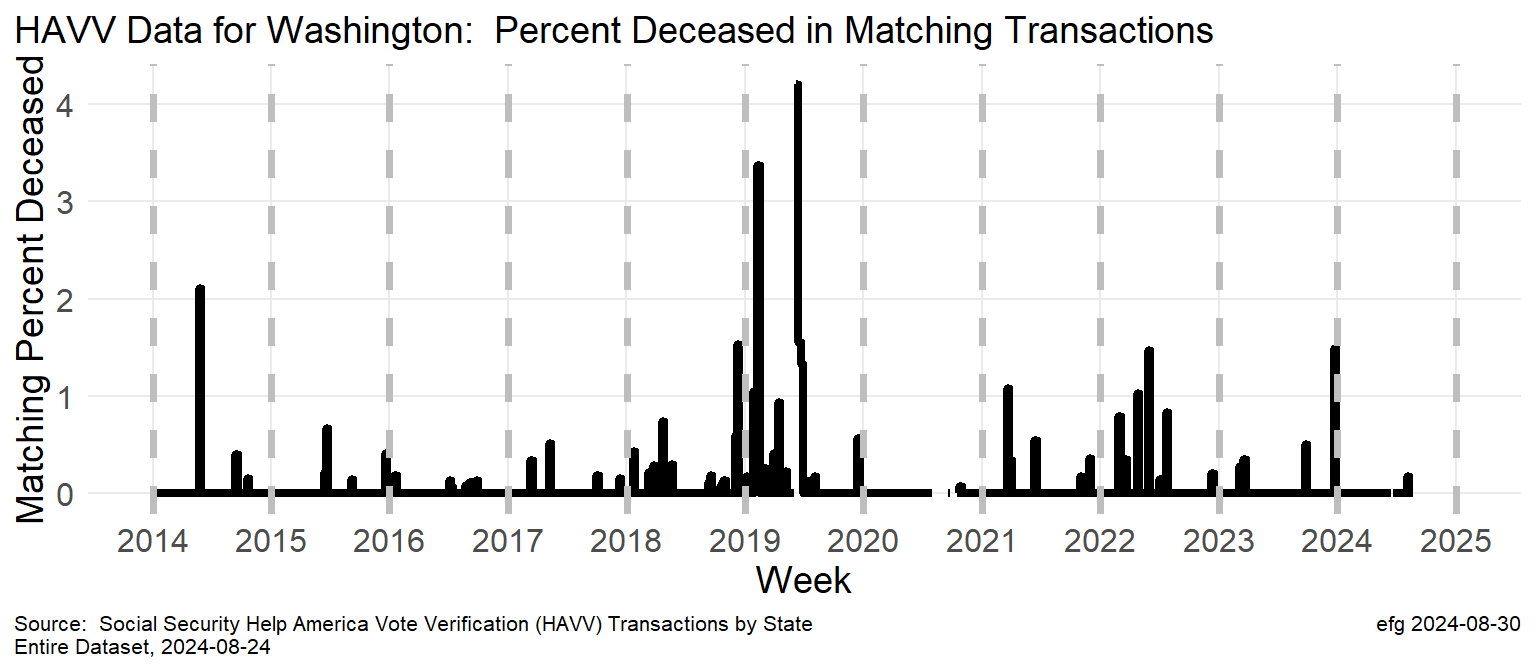 HAVV Data for Washington:  Percent Deceased in Matching Transactions
Matching Percent Deceased
4
3
2
1
0
2014 2015 2016 2017 2018 2019 2020 2021 2022 2023 2024 2025
Week
Source:  Social Security Help America Vote Verification (HAVV) Transactions by State
Entire Dataset, 2024-08-24
efg 2024-08-30